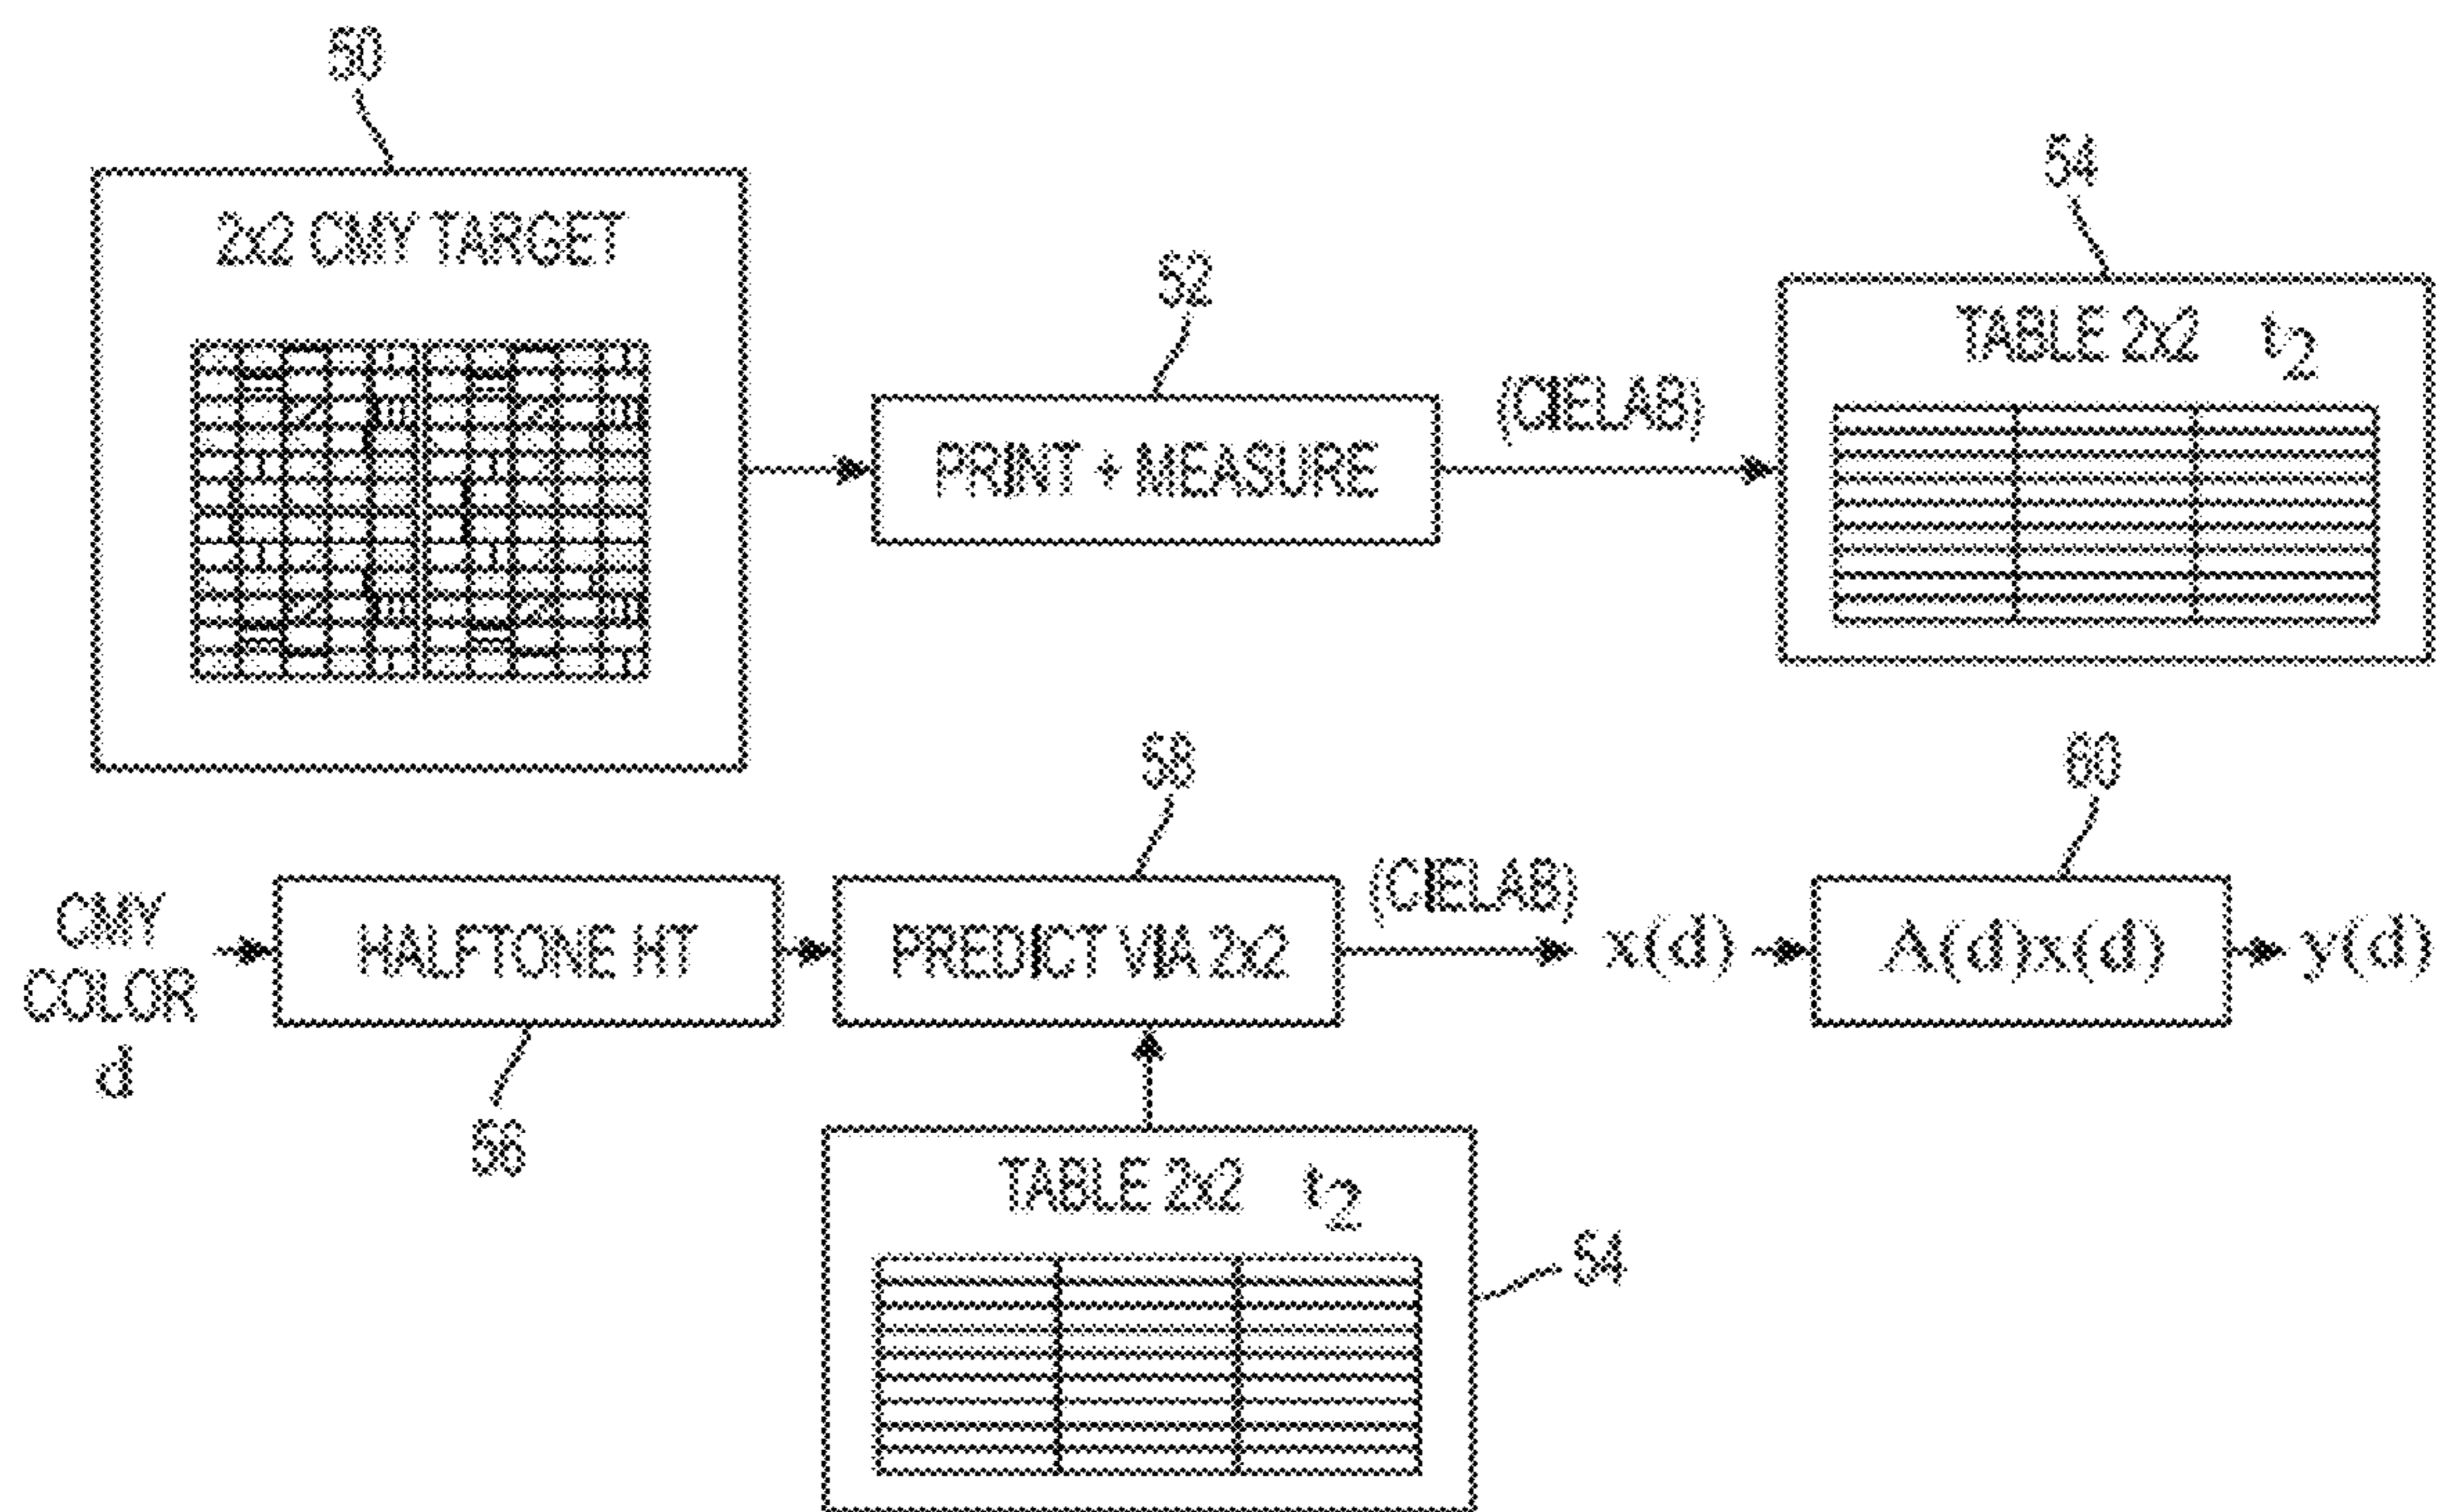 50
2x2 CMY TARGET
52
PRINT + MEASURE
(CIELAB)
54
TABLE 2x2 t2
CMY
COLOR
d
HALFTONE HT
56
58
PREDICT VIA 2x2
(CIELAB)
x(d)
60
A(d)x(d)
y(d)
TABLE 2x2 t2
54